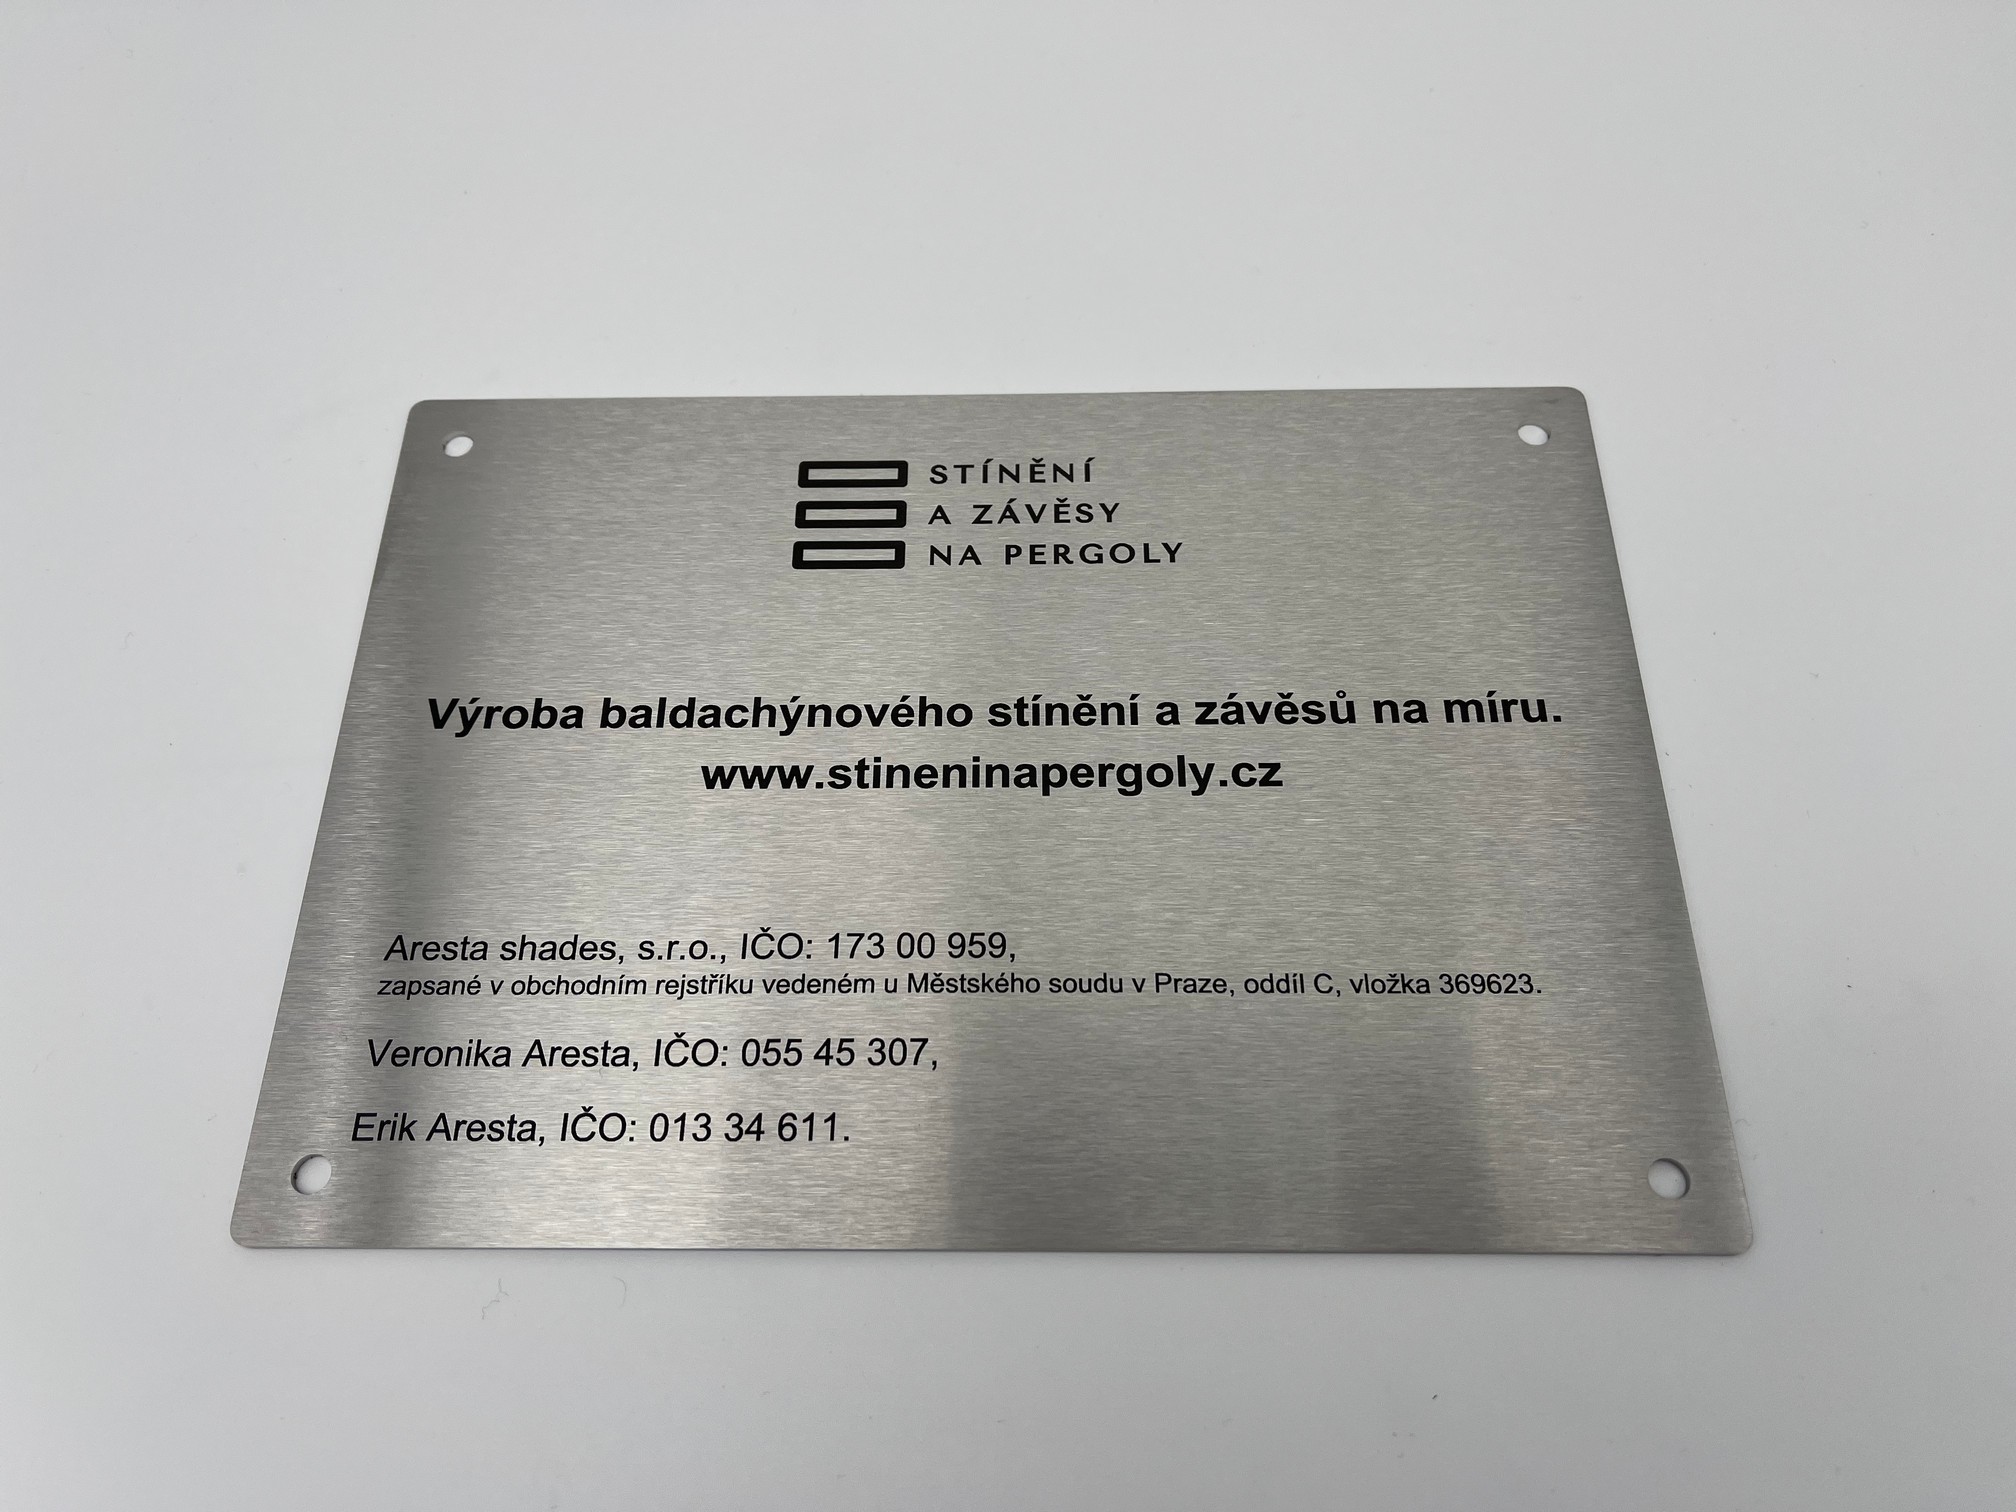 STÍNĚNÍ
A ZÁVĚSY
NA PERGOLY
Výroba baldachýnového stínění a závěsů na míru.
www.stineninapergoly.cz
Aresta shades, s.r.o., IČO: 173 00 959,
zapsané v obchodním rejstříku vedeném u Městského soudu v Praze, oddíl C, vložka 369623.
Veronika Aresta, IČO: 055 45 307,
Erik Aresta, IČO: 013 34 611.